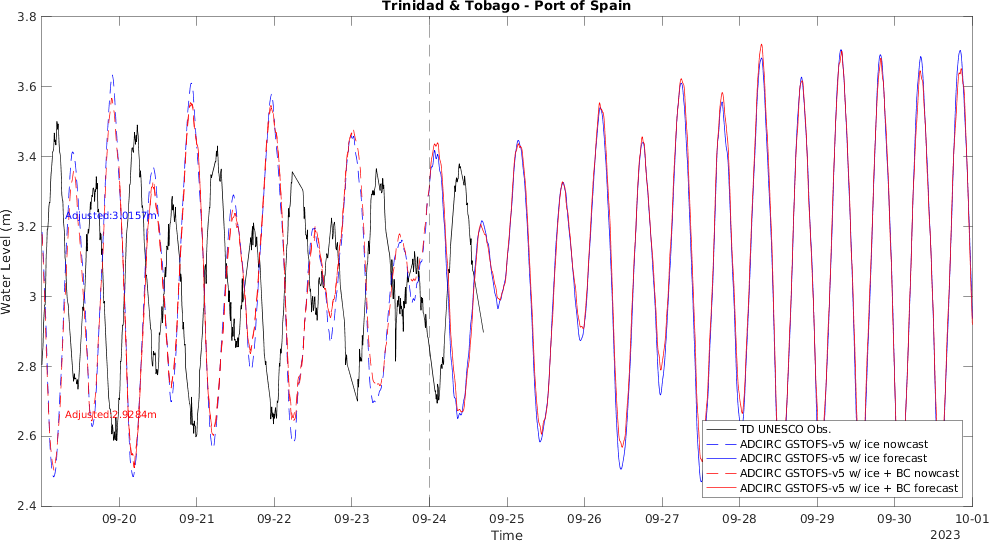 Trinidad & Tobago - Port of Spain
3.8
3.6
3.4
3.2
3
2.8
2.6
2.4
Water Level (m)
Adjusted:3.0157m
Adjusted:2.9284m
TD UNESCO Obs.
ADCIRC GSTOFS-v5 w/ ice nowcast
ADCIRC GSTOFS-v5 w/ ice forecast
ADCIRC GSTOFS-v5 w/ ice + BC nowcast
ADCIRC GSTOFS-v5 w/ ice + BC forecast
09-20 09-21 09-22 09-23 09-24 09-25 09-26 09-27 09-28 09-29 09-30 10-01
Time
2023